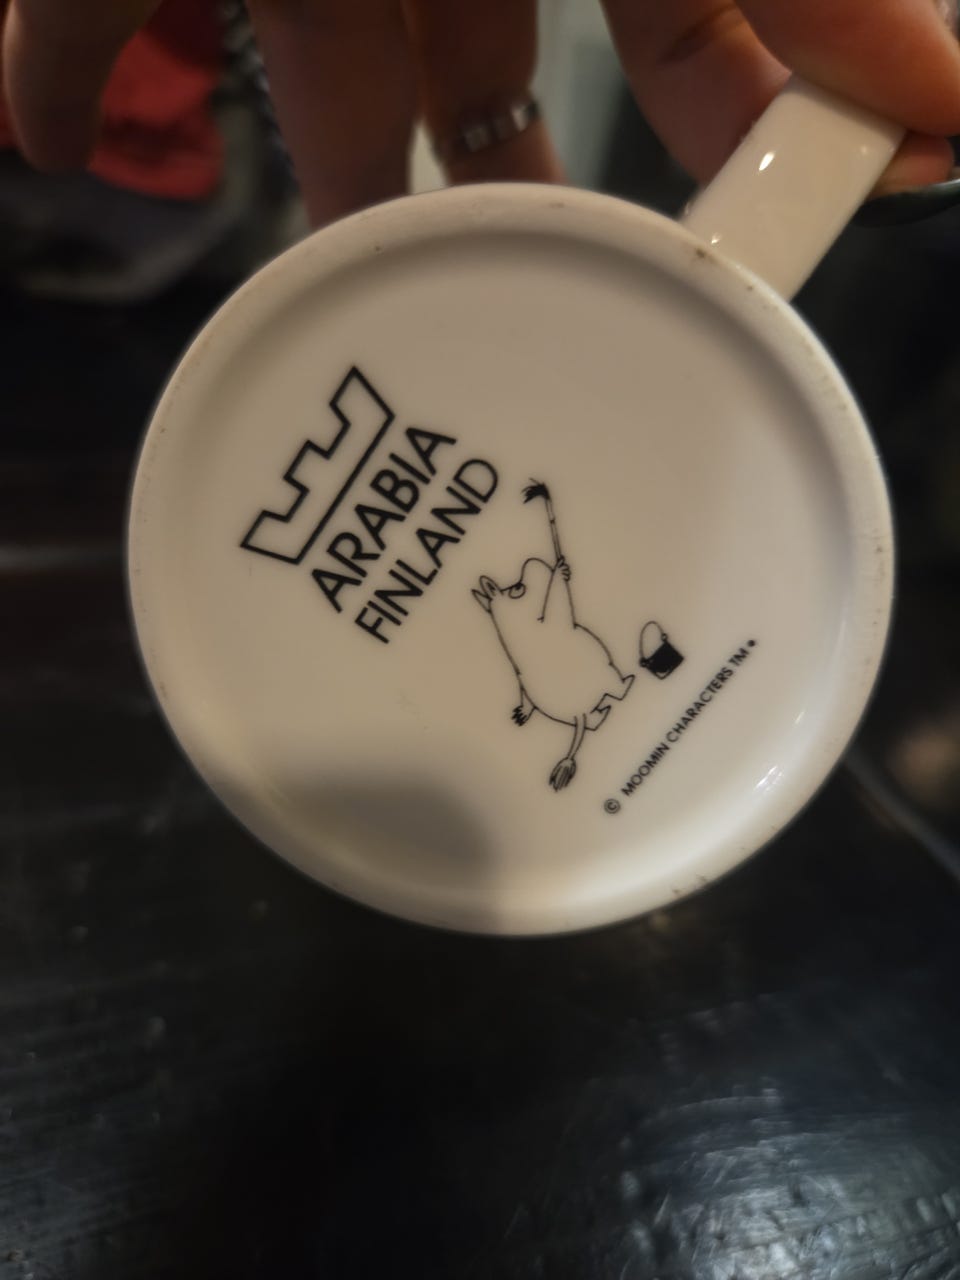 ARABIA
FINLAND
© MOOMIN CHARACTERS TM •